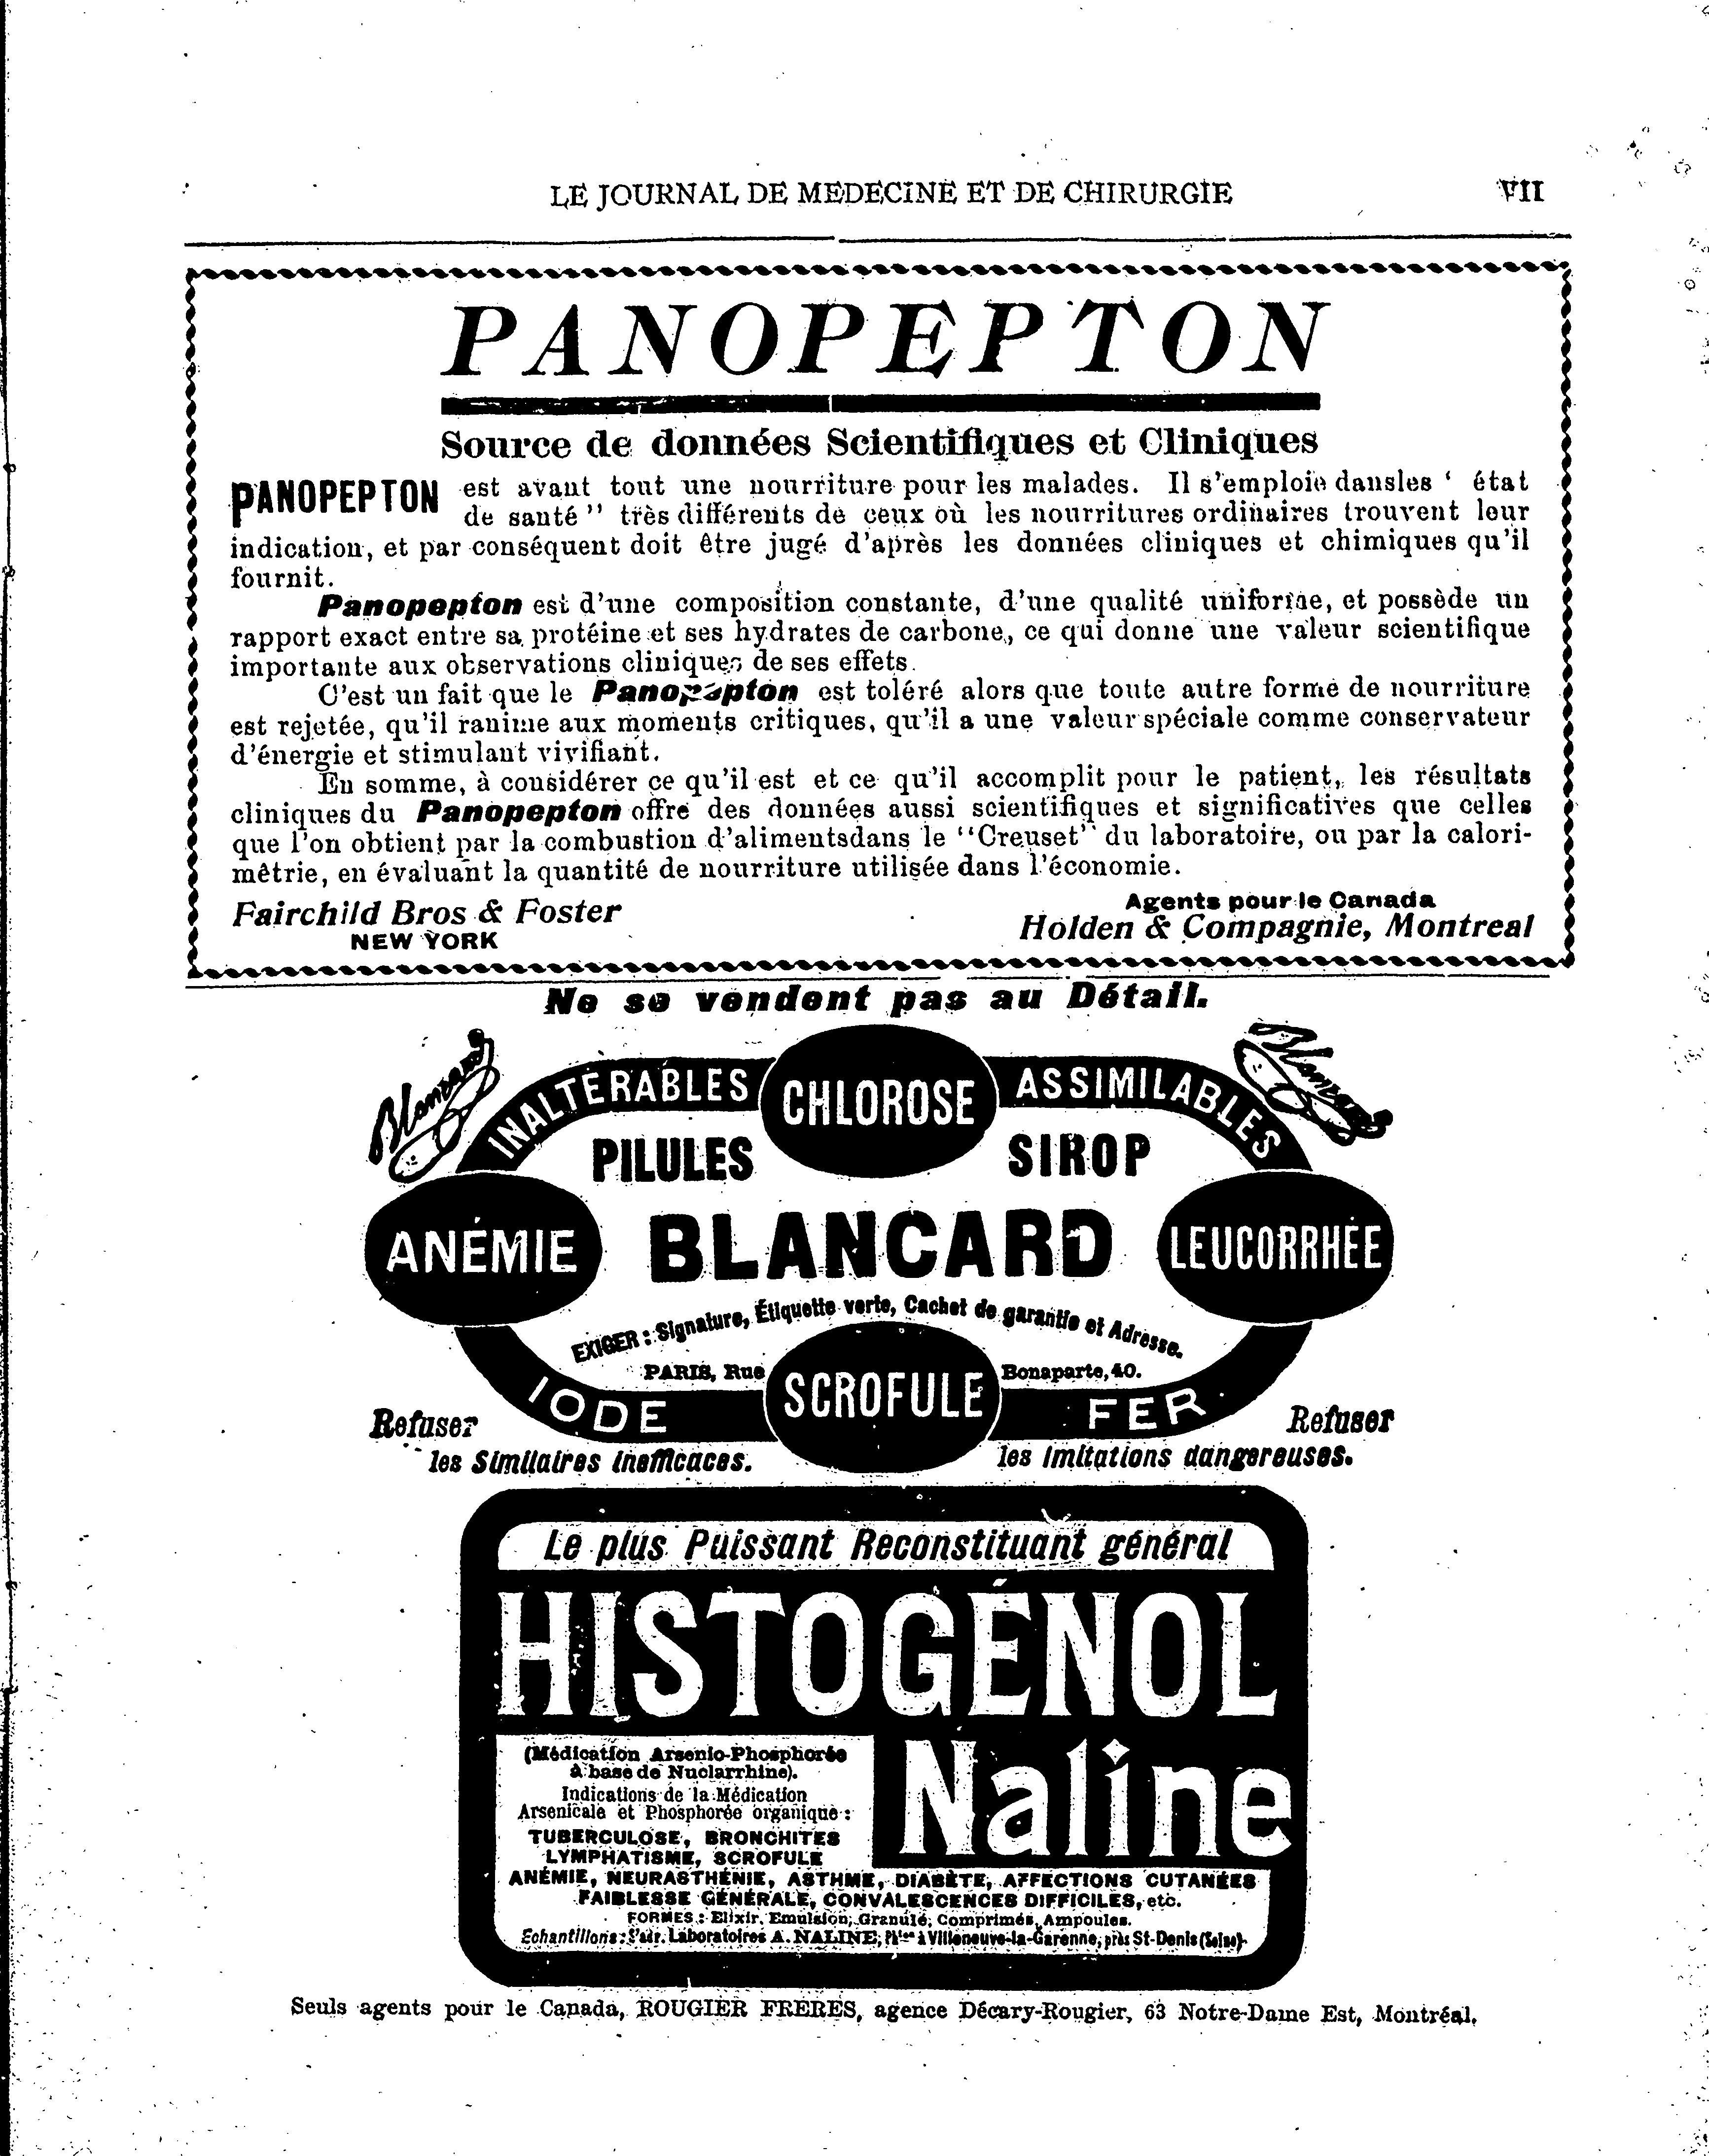 LE JOURNAL DE MEDECINE ET DE CHIRURGIE VII
PANOPEPTON
Source de données Scientifiques et Cliniques
PANOPEPTON est avant tout une nourriture pour les malades. Il s'emploie dansles ‘ état
de santé” très différents de ceux où les nourritures ordinaires trouvent leur
indication, et par conséquent doit être jugé d'après les données cliniques et chimiques qu'il
fournit.
Panopepton est d'une composition constante, d'une qualité uniforme, et possède un
rapport exact entre sa protéine et ses hydrates de carbone, ce qui donne une valeur scientifique
importante aux observations cliniques de ses effets.
C'est un fait que le Panopepton est toléré alors que toute autre forme de nourriture
est rejetée, qu'il ranime aux moments critiques, qu'il a une valeur spéciale comme conservateur
d'énergie et stimulant vivifiant.
En somme, à considérer ce qu'il est et ce qu'il accomplit pour le patient, les résultats
cliniques du Panopepton offre des données aussi scientifiques et significatives que celles
que l'on obtient par la combustion d'alimentsdans le “Creuset” du laboratoire, ou par la calori-
mêtrie, en évaluant la quantité de nourriture utilisée dans l'économie.
Fairchild Bros & Foster
NEW YORK
Agents pour le Canada
Holden & Compagnie, Montreal
Ne se vendent pas au Détail.
Blancard
Blancard
INALTÉRABLES CHLOROSE ASSIMILABLES
PILULES SIROP
ANÉMIE BLANCARD LEUCORRHÉE
EXIGER : Signature, Étiquette verte, Cachet de garantie et Adresse.
PARIS, Rue Bonaparte, 40.
IODE SCROFULE FER
Refuser
les Similaires inefficaces.
Refuser
les imitations dangereuses.
Le plus Puissant Reconstituant général
HISTOGÉNOL
Naline
(Médication Arsenio-Phosphorée
à base de Nuclarrhine).
Indications de la Médication
Arsenicale et Phosphorée organique :
TUBERCULOSE, BRONCHITES
LYMPHATISME, SCROFULE
ANÉMIE, NEURASTHÉNIE, ASTHME, DIABÈTE, AFFECTIONS CUTANÉES
FAIBLESSE GÉNÉRALE, CONVALESCENCES DIFFICILES, etc.
FORMES : Elixir, Emulsion, Granulé, Comprimés, Ampoules.
Echantillons : S'adr. Laboratoires A. NALINE, Phien à Villeneuve-la-Garenne, près St-Denis (Seine).
Seuls agents pour le Canada, ROUGIER FRERES, agence Décary-Rougier, 63 Notre-Dame Est, Montréal.